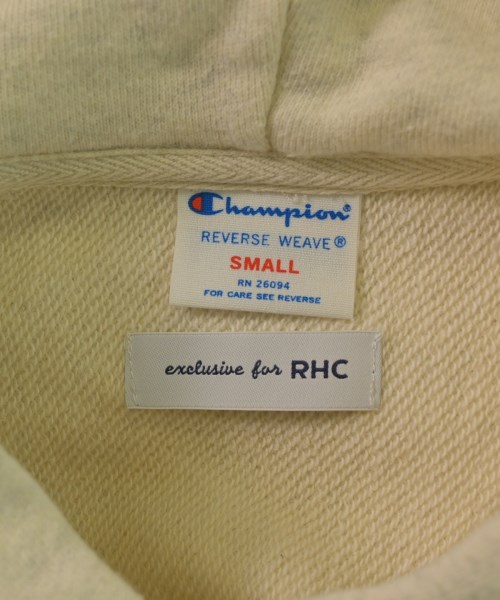 Champion®
REVERSE WEAVE®
SMALL
RN 26094
FOR CARE SEE REVERSE
exclusive for RHC